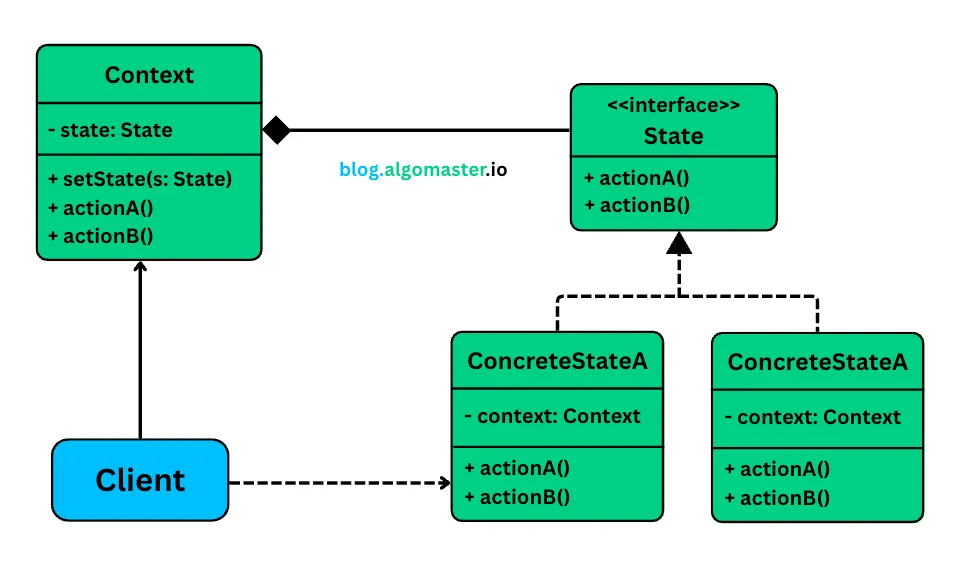 Context
- state: State
+ setState(s: State)
+ actionA()
+ actionB()
<<interface>>
State
+ actionA()
+ actionB()
blog.algomaster.io
ConcreteStateA
- context: Context
+ actionA()
+ actionB()
ConcreteStateA
- context: Context
+ actionA()
+ actionB()
Client